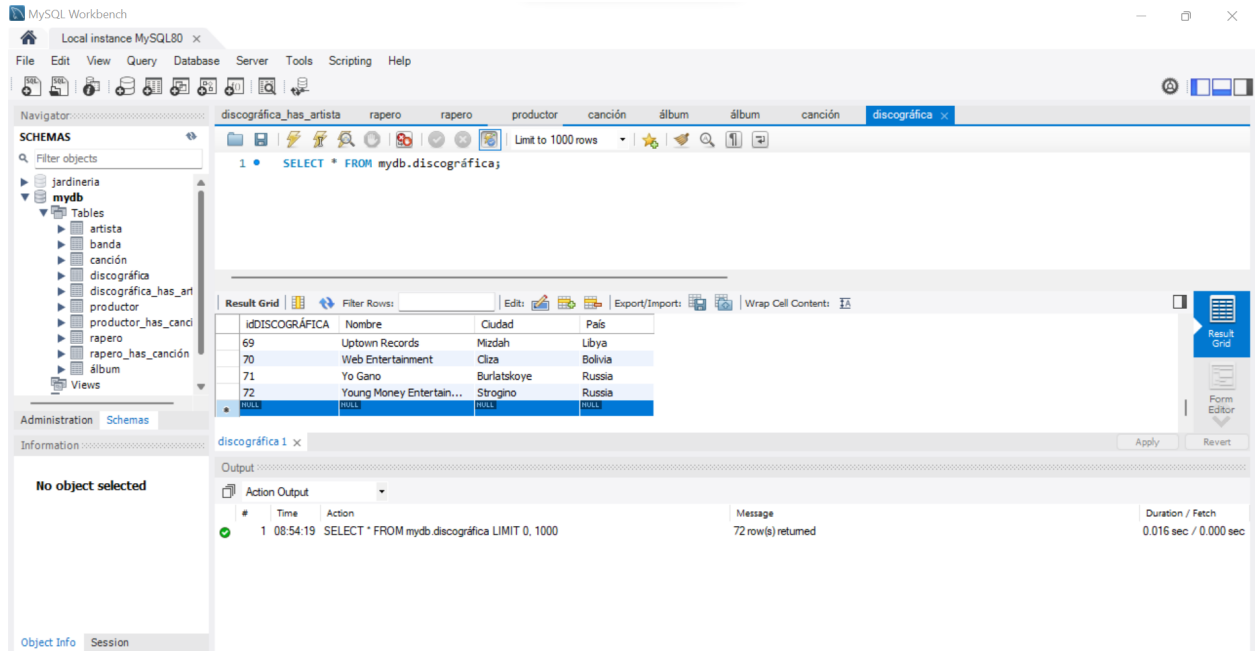 MySQL Workbench
Local instance MySQL80
File Edit View Query Database Server Tools Scripting Help
Navigator
SCHEMAS
Filter objects
jardineria
mydb
Tables
artista
banda
canción
discográfica
discográfica_has_art
productor
productor_has_canci
rapero
rapero_has_canción
álbum
Views
Administration Schemas
Information
No object selected
Object Info Session
discográfica_has_artista rapero rapero productor canción álbum álbum canción discográfica
Limit to 1000 rows
1 SELECT * FROM mydb.discográfica;
Result Grid Filter Rows: Edit: Export/Import: Wrap Cell Content:
idDISCOGRÁFICA Nombre Ciudad País
69 Uptown Records Mizdah Libya
70 Web Entertainment Cliza Bolivia
71 Yo Gano Burlatskoye Russia
72 Young Money Entertain... Strogino Russia
NULL NULL NULL NULL
Result Grid
Form Editor
discográfica 1
Apply Revert
Output
Action Output
# Time Action Message Duration / Fetch
1 08:54:19 SELECT * FROM mydb.discográfica LIMIT 0, 1000 72 row(s) returned 0.016 sec / 0.000 sec